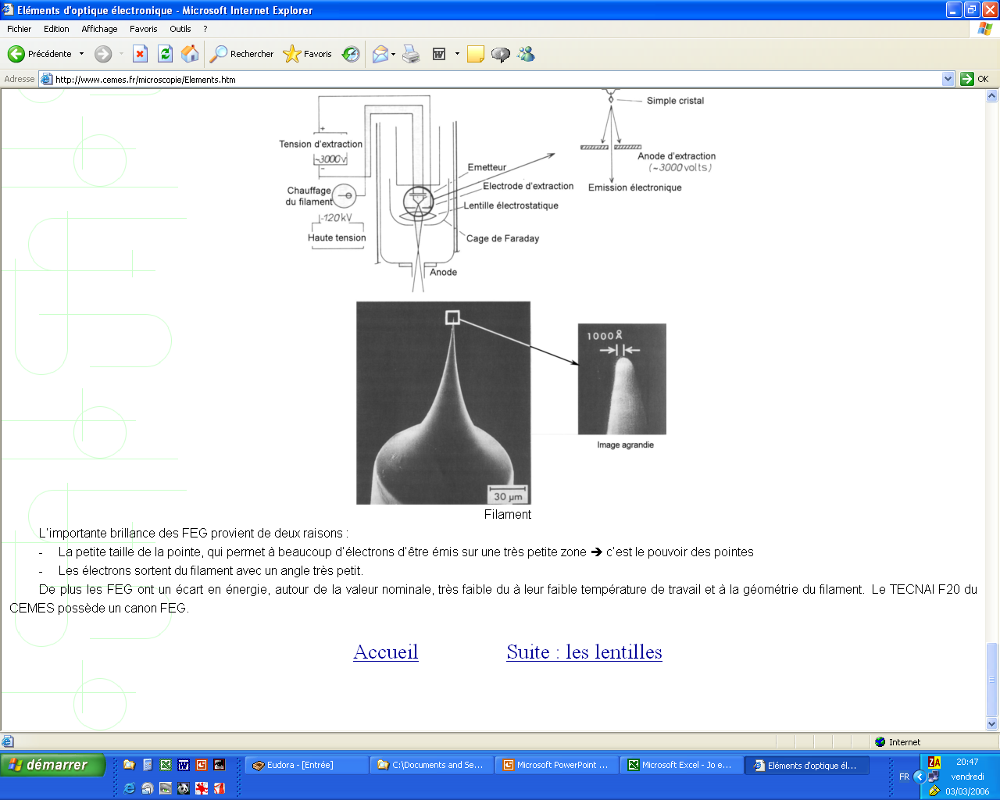 Eléments d'optique électronique - Microsoft Internet Explorer
Fichier Edition Affichage Favoris Outils ?
Précédente Rechercher Favoris
Adresse http://www.cemes.fr/microscopie/Elements.htm OK
Simple cristal
+
Tension d'extraction
~3000 v
-
Anode d'extraction
(~3000 volts)
Emission électronique
Emetteur
Electrode d'extraction
Chauffage
du filament
Lentille électrostatique
-120kV
Haute tension
Cage de Faraday
Anode
1000Å
Image agrandie
30 µm
Filament
L'importante brillance des FEG provient de deux raisons :
- La petite taille de la pointe, qui permet à beaucoup d'électrons d'être émis sur une très petite zone ➔ c'est le pouvoir des pointes
- Les électrons sortent du filament avec un angle très petit.
De plus les FEG ont un écart en énergie, autour de la valeur nominale, très faible du à leur faible température de travail et à la géométrie du filament. Le TECNAI F20 du
CEMES possède un canon FEG.
Accueil Suite : les lentilles
Internet
démarrer Eudora - [Entrée] C:\Documents and Se... Microsoft PowerPoint ... Microsoft Excel - Jo e... Eléments d'optique él...
FR
ZA
20:47
vendredi
03/03/2006